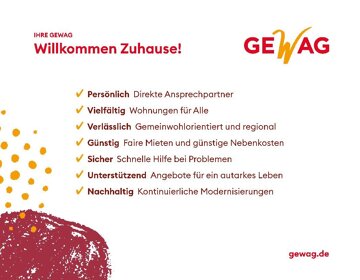 IHRE GEWAG
Willkommen Zuhause!
GEWAG
Persönlich Direkte Ansprechpartner
Vielfältig Wohnungen für Alle
Verlässlich Gemeinwohlorientiert und regional
Günstig Faire Mieten und günstige Nebenkosten
Sicher Schnelle Hilfe bei Problemen
Unterstützend Angebote für ein autarkes Leben
Nachhaltig Kontinuierliche Modernisierungen
gewag.de